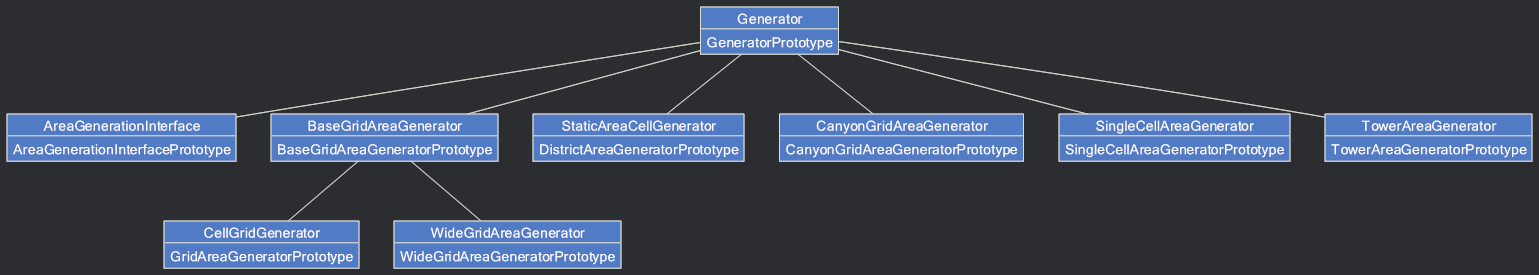 Generator
GeneratorPrototype
AreaGenerationInterface
AreaGenerationInterfacePrototype
BaseGridAreaGenerator
BaseGridAreaGeneratorPrototype
StaticAreaCellGenerator
DistrictAreaGeneratorPrototype
CanyonGridAreaGenerator
CanyonGridAreaGeneratorPrototype
SingleCellAreaGenerator
SingleCellAreaGeneratorPrototype
TowerAreaGenerator
TowerAreaGeneratorPrototype
CellGridGenerator
GridAreaGeneratorPrototype
WideGridAreaGenerator
WideGridAreaGeneratorPrototype